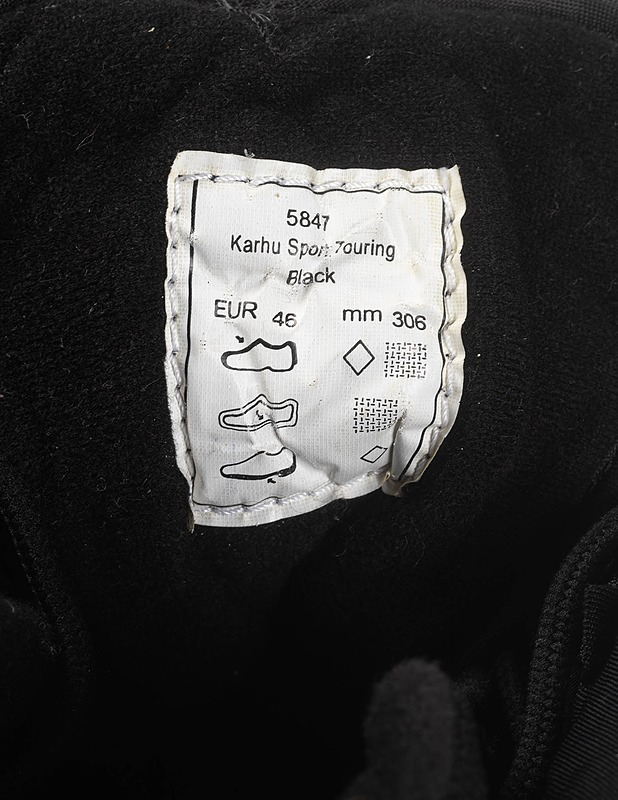 5847
Karhu Sport Touring
Black
EUR 46 mm 306